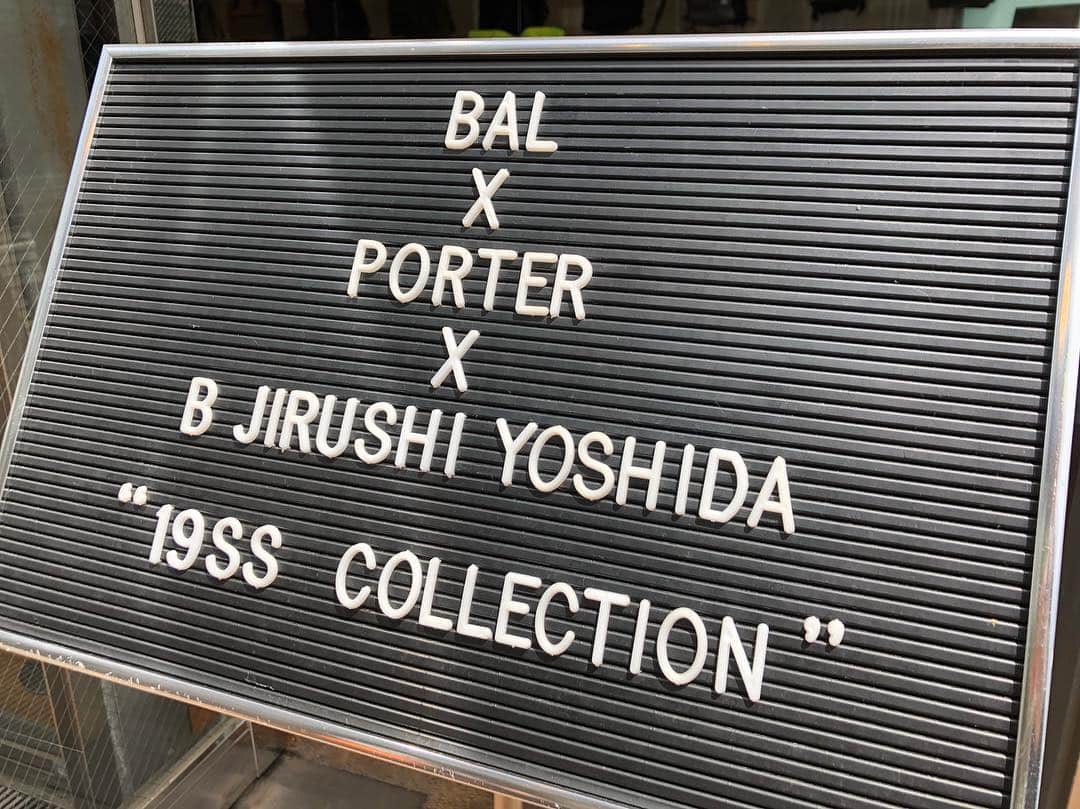 BAL
X
PORTER
X
B JIRUSHI YOSHIDA
“19SS COLLECTION”